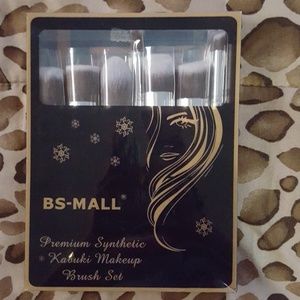 BS-MALL®
Premium Synthetic
Kabuki Makeup
Brush Set